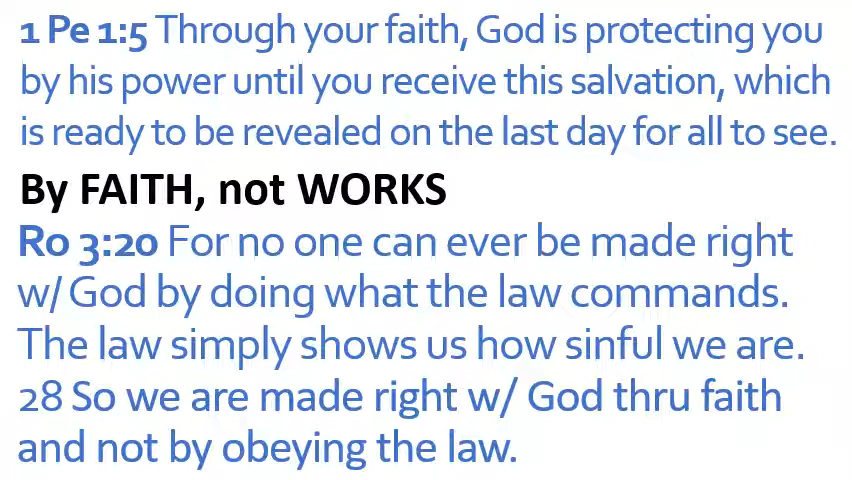 1 Pe 1:5 Through your faith, God is protecting you
by his power until you receive this salvation, which
is ready to be revealed on the last day for all to see.
By FAITH, not WORKS
Ro 3:20 For no one can ever be made right
w/ God by doing what the law commands.
The law simply shows us how sinful we are.
28 So we are made right w/ God thru faith
and not by obeying the law.